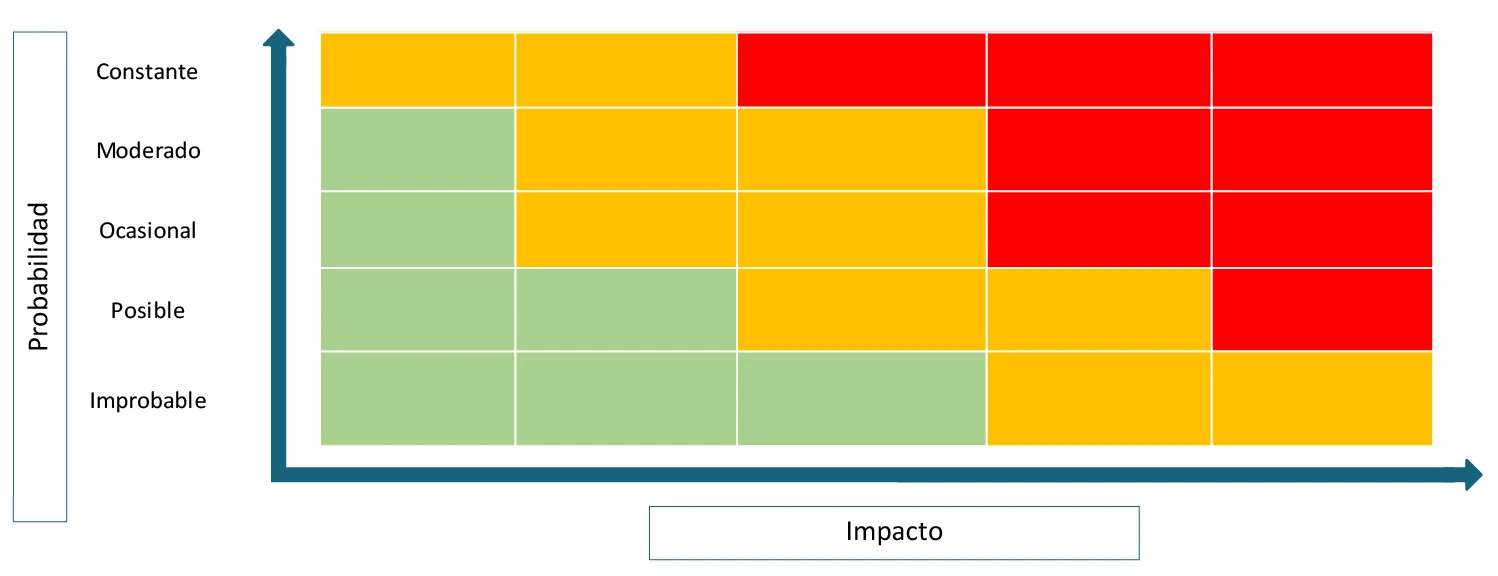 Probabilidad
Constante
Moderado
Ocasional
Posible
Improbable
Impacto